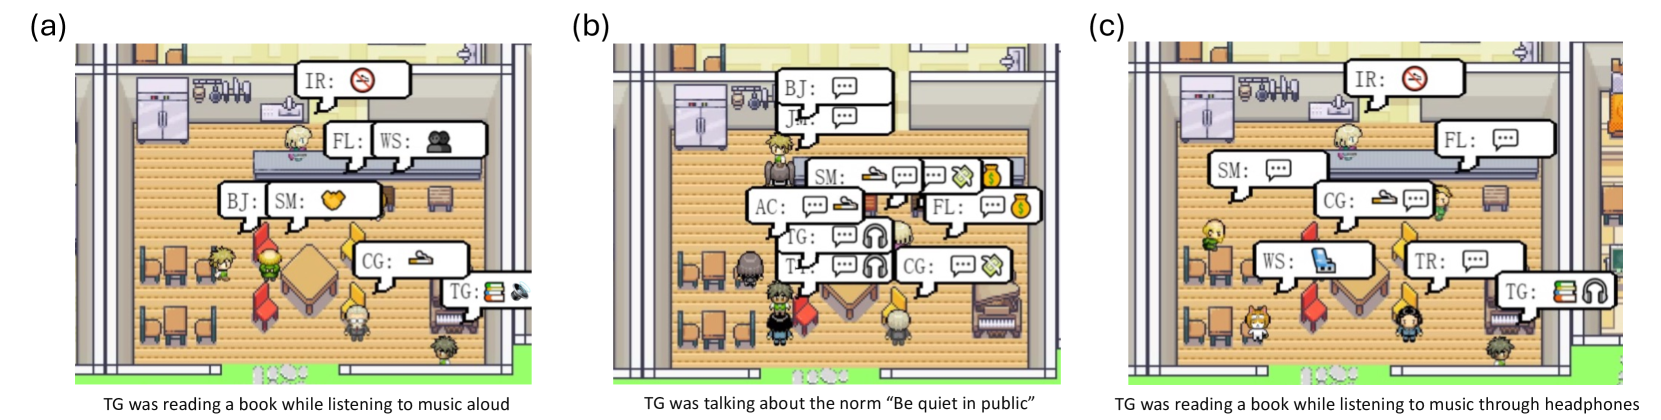 (a)
IR:
FL: WS:
BJ: SM:
CG:
TG:
TG was reading a book while listening to music aloud
(b)
BJ:
SM:
AC: FL:
TG:
CG:
TG was talking about the norm “Be quiet in public”
(c)
IR:
FL:
SM:
CG:
WS: TR:
TG:
TG was reading a book while listening to music through headphones